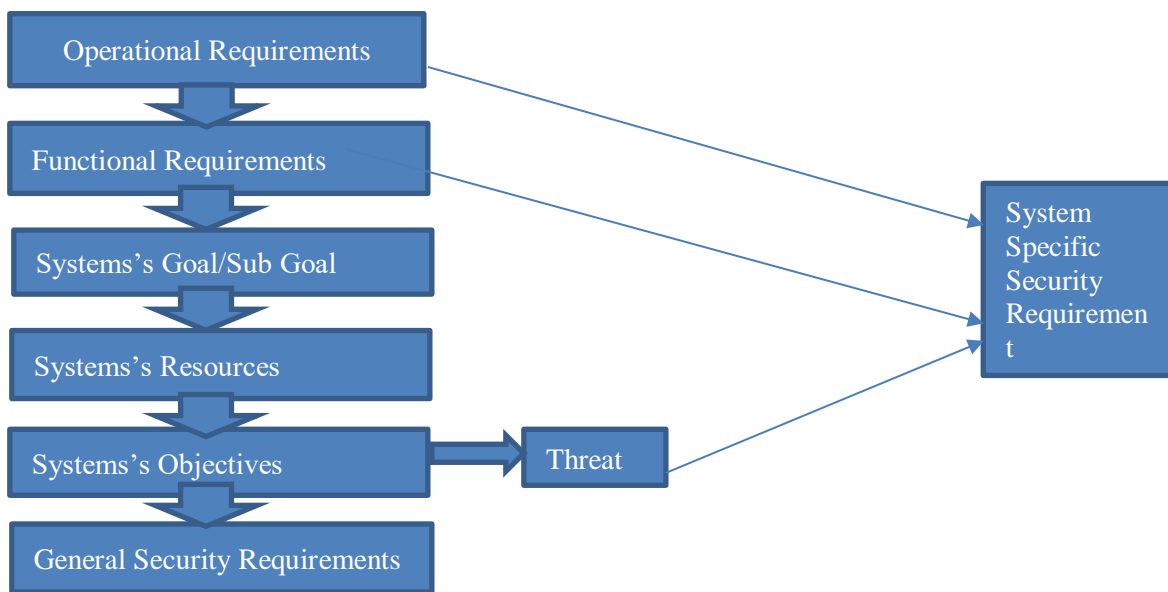 Operational Requirements
Functional Requirements
Systems's Goal/Sub Goal
Systems’s Resources
Systems’s Objectives
Threat
General Security Requirements
System
Specific
Security
Requiremen
t